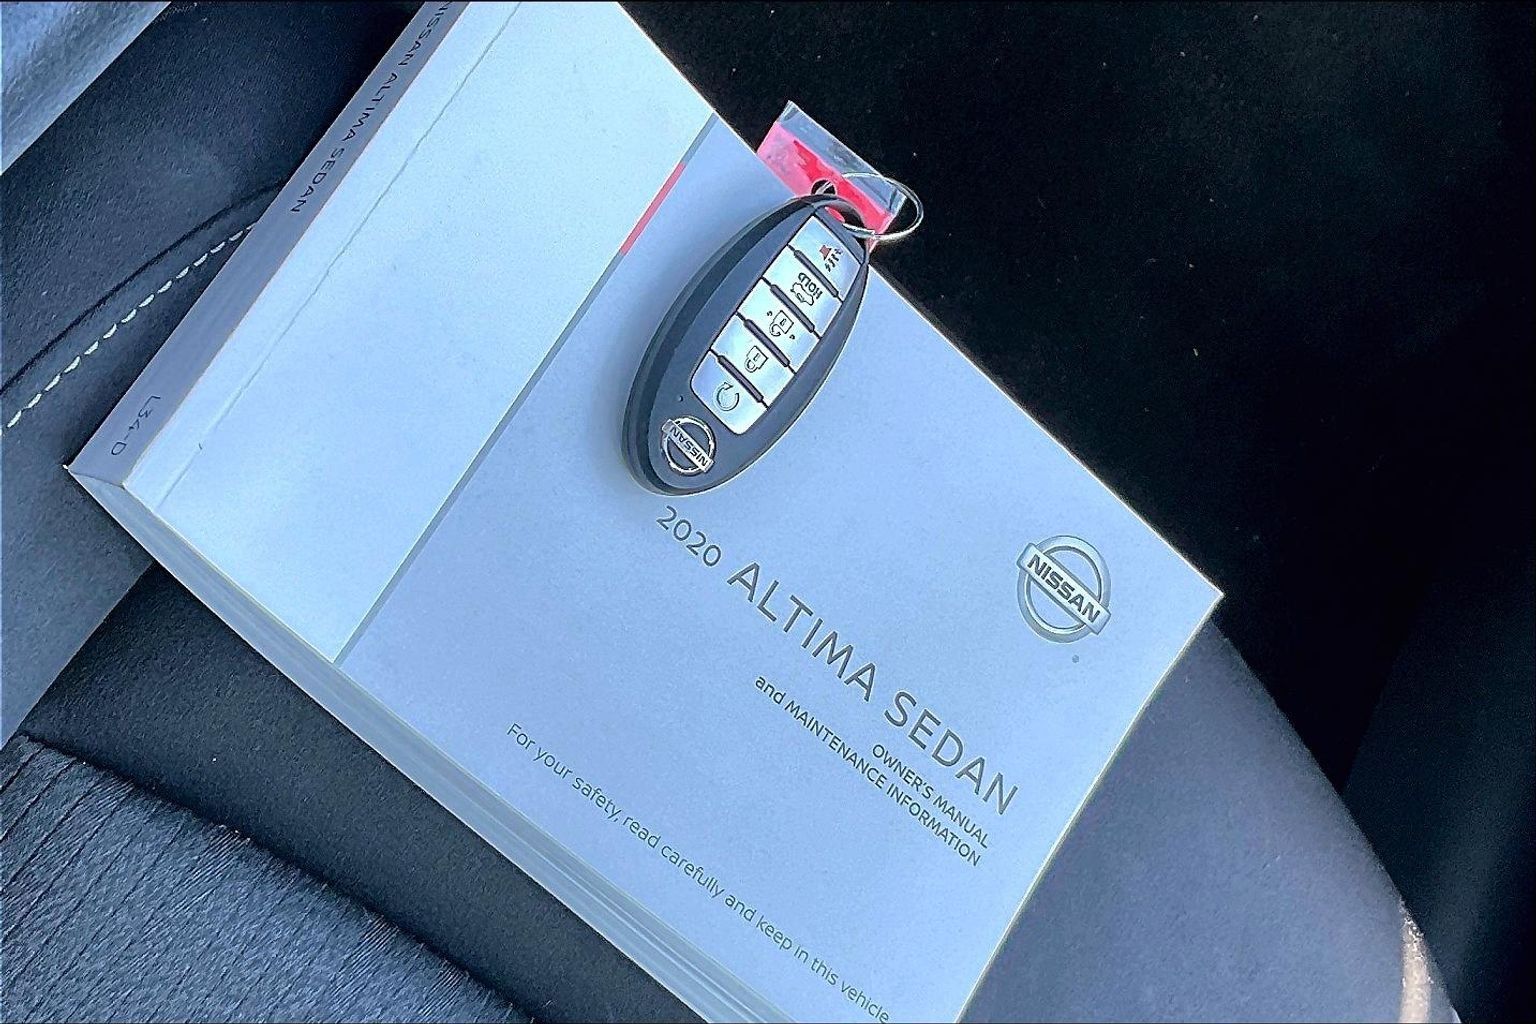 NISSAN ALTIMA SEDAN
L34-D
HOLD
NISSAN
NISSAN
2020 ALTIMA SEDAN
OWNER'S MANUAL
and MAINTENANCE INFORMATION
For your safety, read carefully and keep in this vehicle